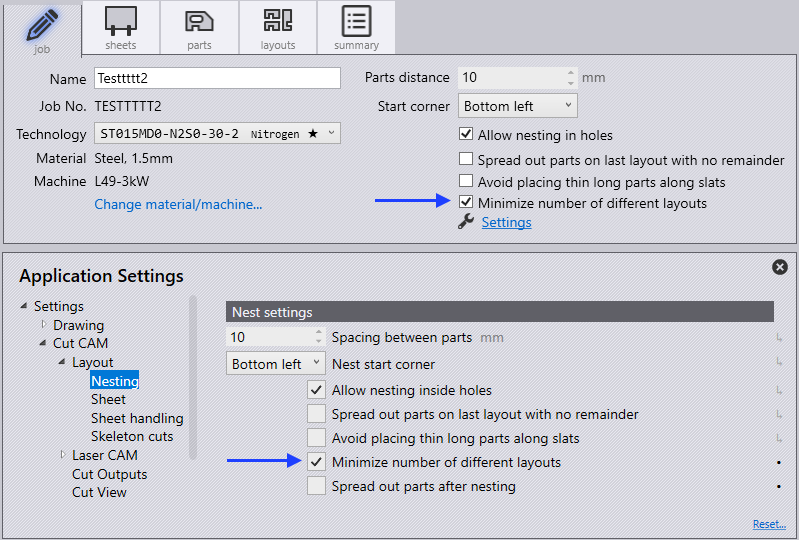 job sheets parts layouts summary
Name Testtttt2
Job No. TESTTTTT2
Technology ST015MD0-N2S0-30-2 Nitrogen ★
Material Steel, 1.5mm
Machine L49-3kW
Change material/machine...
Parts distance 10 mm
Start corner Bottom left
Allow nesting in holes
Spread out parts on last layout with no remainder
Avoid placing thin long parts along slats
Minimize number of different layouts
Settings
Application Settings
Settings
Drawing
Cut CAM
Layout
Nesting
Sheet
Sheet handling
Skeleton cuts
Laser CAM
Cut Outputs
Cut View
Nest settings
10 Spacing between parts mm
Bottom left Nest start corner
Allow nesting inside holes
Spread out parts on last layout with no remainder
Avoid placing thin long parts along slats
Minimize number of different layouts
Spread out parts after nesting
Reset...